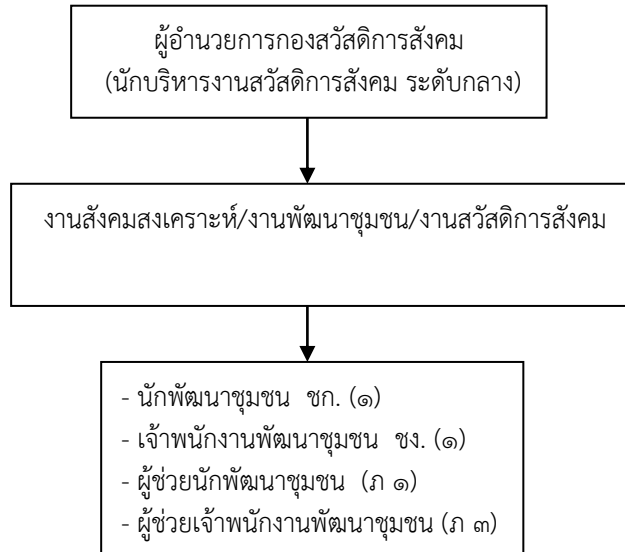 ผู้อำนวยการกองสวัสดิการสังคม
(นักบริหารงานสวัสดิการสังคม ระดับกลาง)
งานสังคมสงเคราะห์/งานพัฒนาชุมชน/งานสวัสดิการสังคม
- นักพัฒนาชุมชน ชก. (๑)
- เจ้าพนักงานพัฒนาชุมชน ชง. (๑)
- ผู้ช่วยนักพัฒนาชุมชน (ภ ๑)
- ผู้ช่วยเจ้าพนักงานพัฒนาชุมชน (ภ ๓)